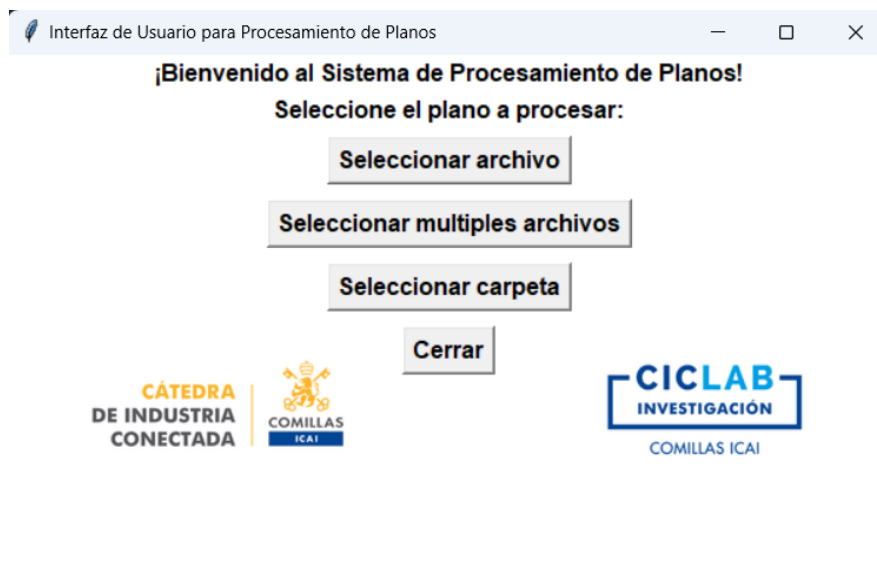 Interfaz de Usuario para Procesamiento de Planos
¡Bienvenido al Sistema de Procesamiento de Planos!
Seleccione el plano a procesar:
Seleccionar archivo
Seleccionar multiples archivos
Seleccionar carpeta
Cerrar
CÁTEDRA
DE INDUSTRIA
CONECTADA
COMILLAS
ICAI
CICLAB
INVESTIGACIÓN
COMILLAS ICAI